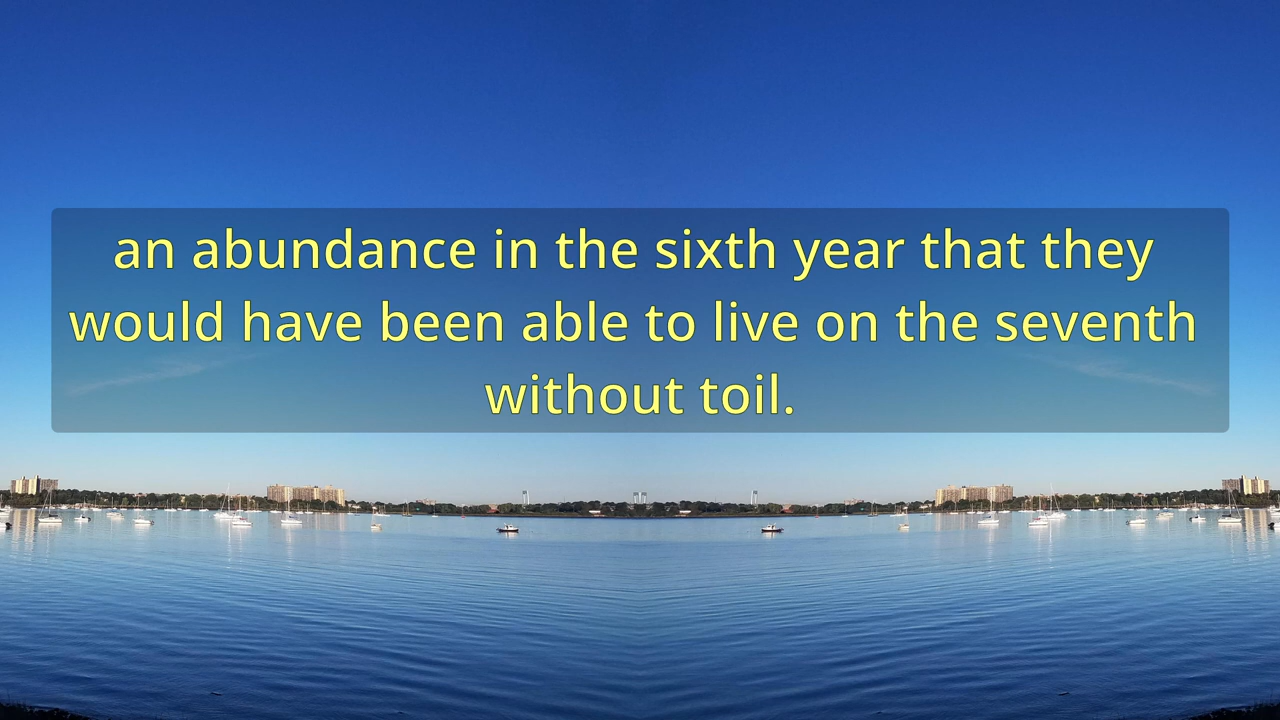 an abundance in the sixth year that they
would have been able to live on the seventh
without toil.